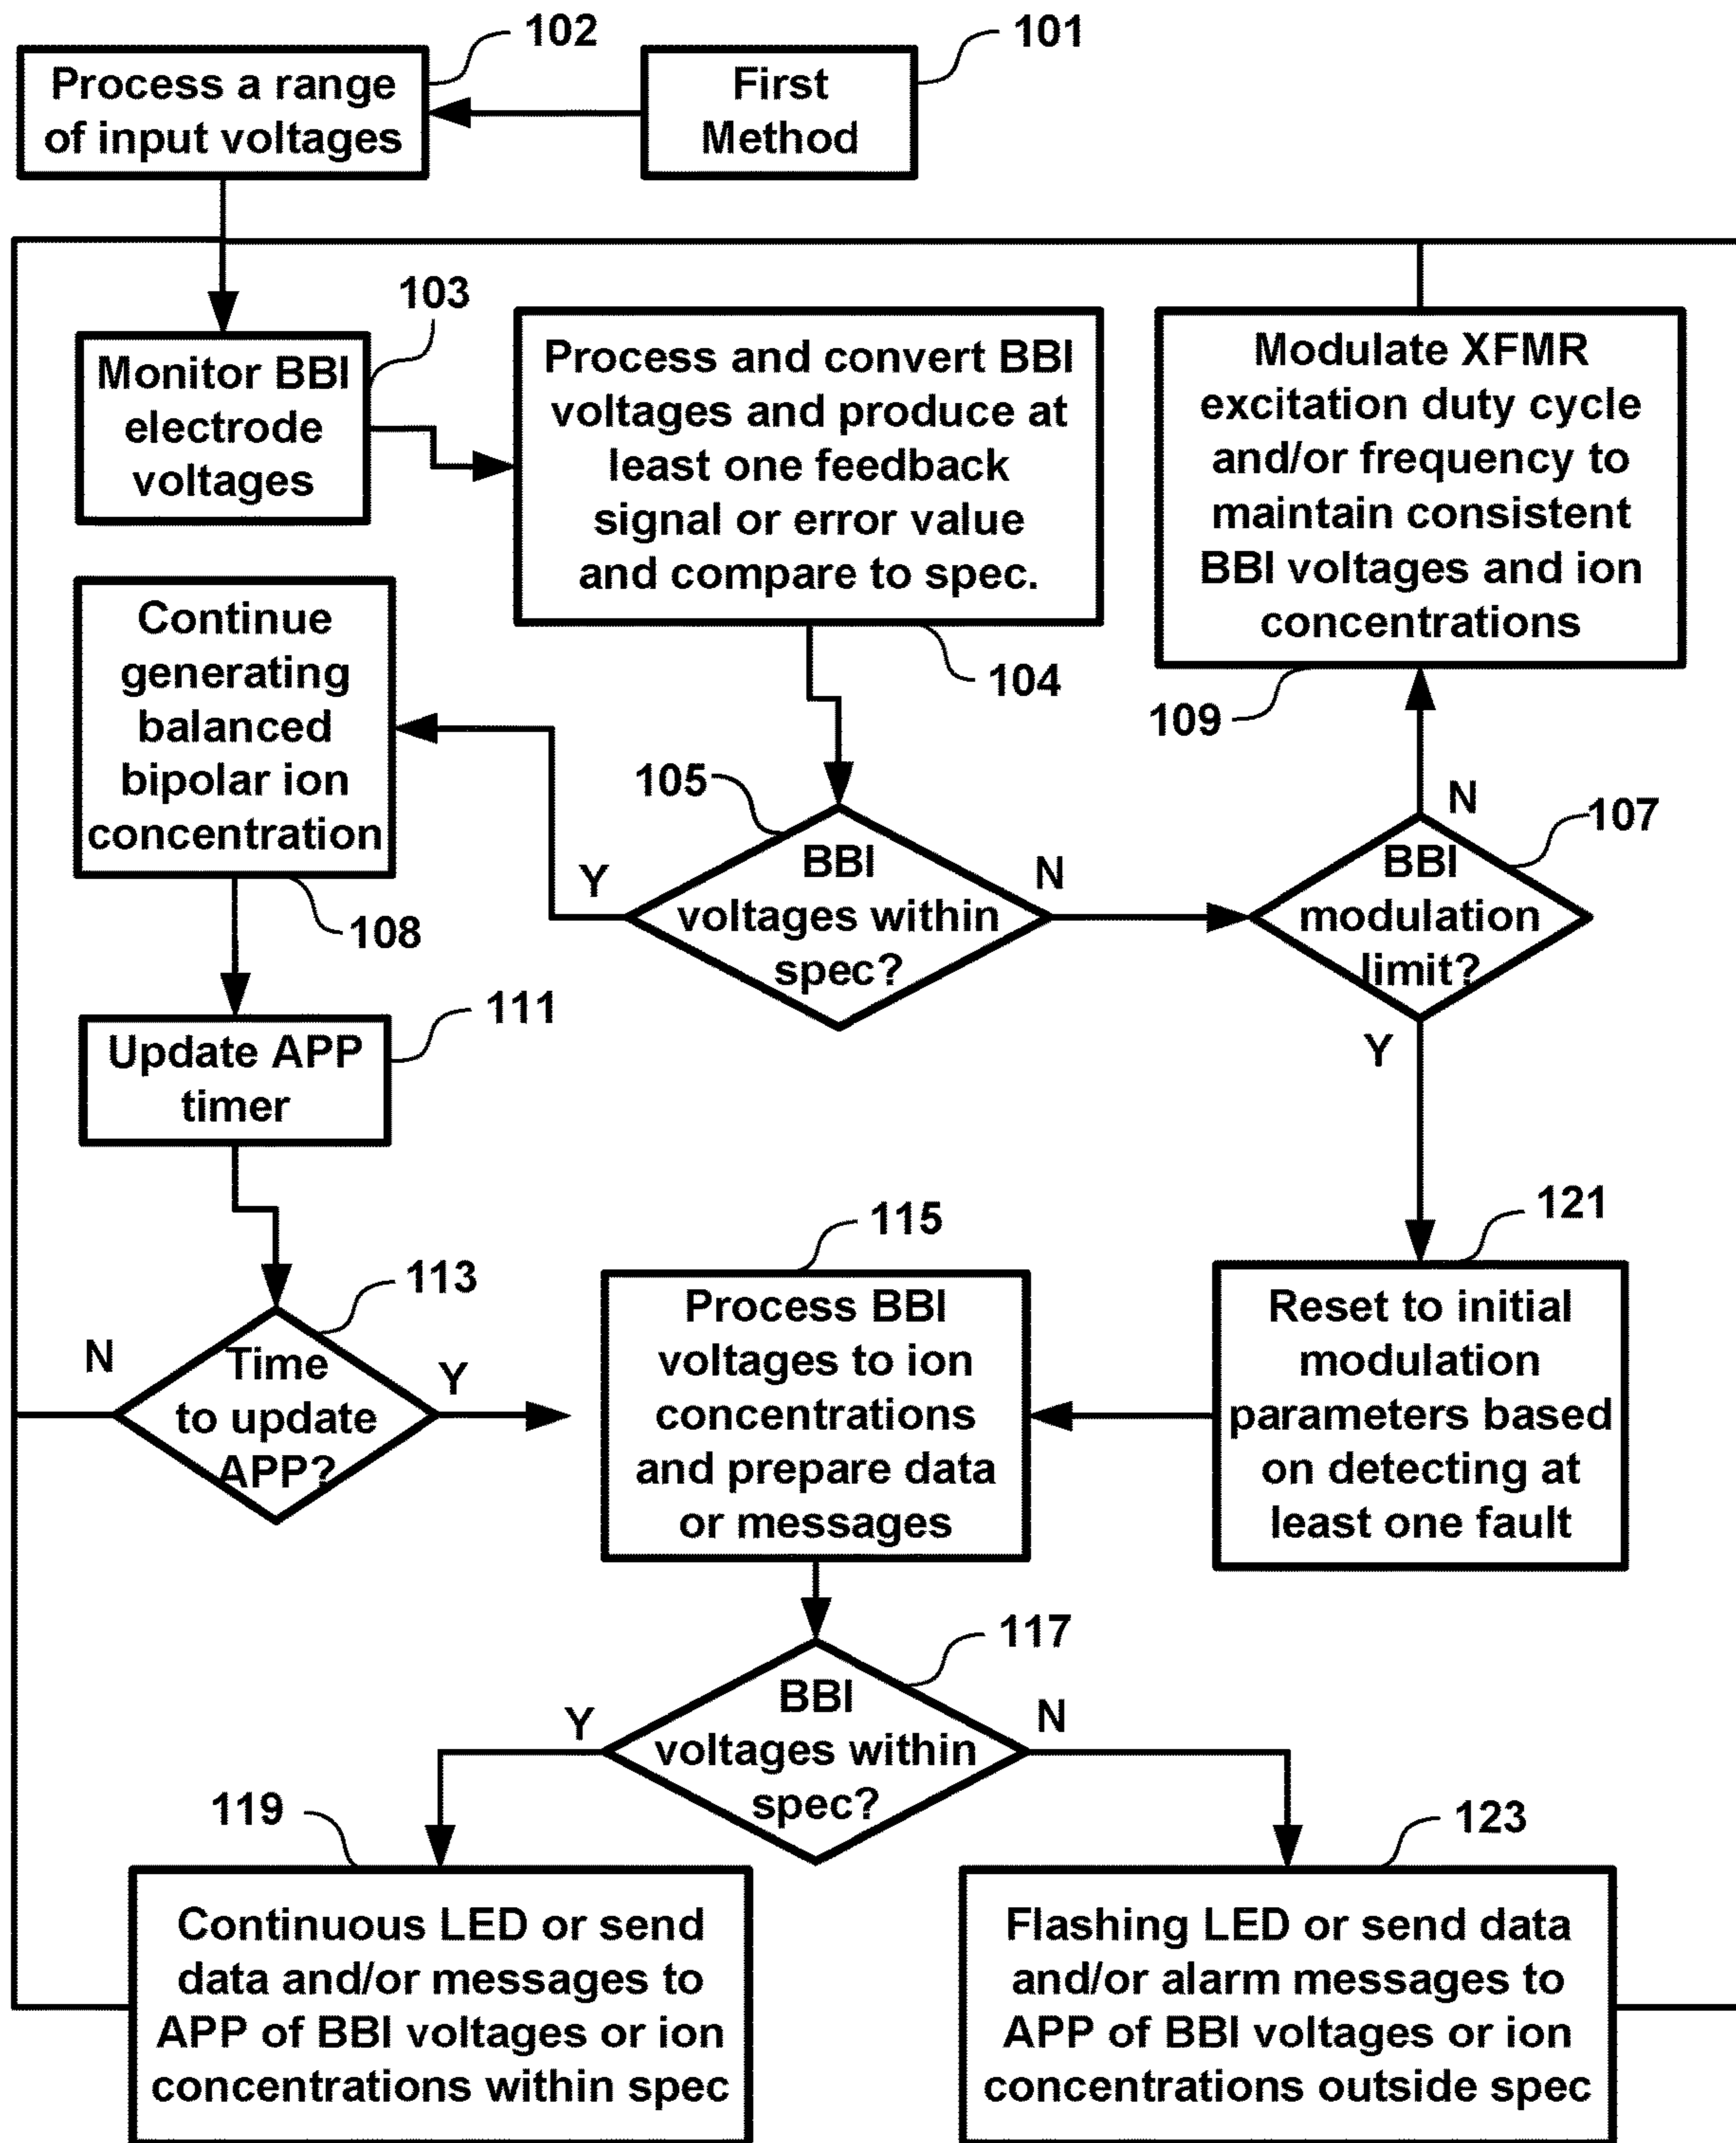 102
101
Process a range
of input voltages
First
Method
103
Monitor BBI
electrode
voltages
Process and convert BBI
voltages and produce at
least one feedback
signal or error value
and compare to spec.
104
Modulate XFMR
excitation duty cycle
and/or frequency to
maintain consistent
BBI voltages and ion
concentrations
109
Continue
generating
balanced
bipolar ion
concentration
108
105
BBI
voltages within
spec?
Y
N
107
BBI
modulation
limit?
N
Y
111
Update APP
timer
113
Time
to update
APP?
N
Y
115
Process BBI
voltages to ion
concentrations
and prepare data
or messages
121
Reset to initial
modulation
parameters based
on detecting at
least one fault
117
BBI
voltages within
spec?
Y
N
119
Continuous LED or send
data and/or messages to
APP of BBI voltages or ion
concentrations within spec
123
Flashing LED or send data
and/or alarm messages to
APP of BBI voltages or ion
concentrations outside spec